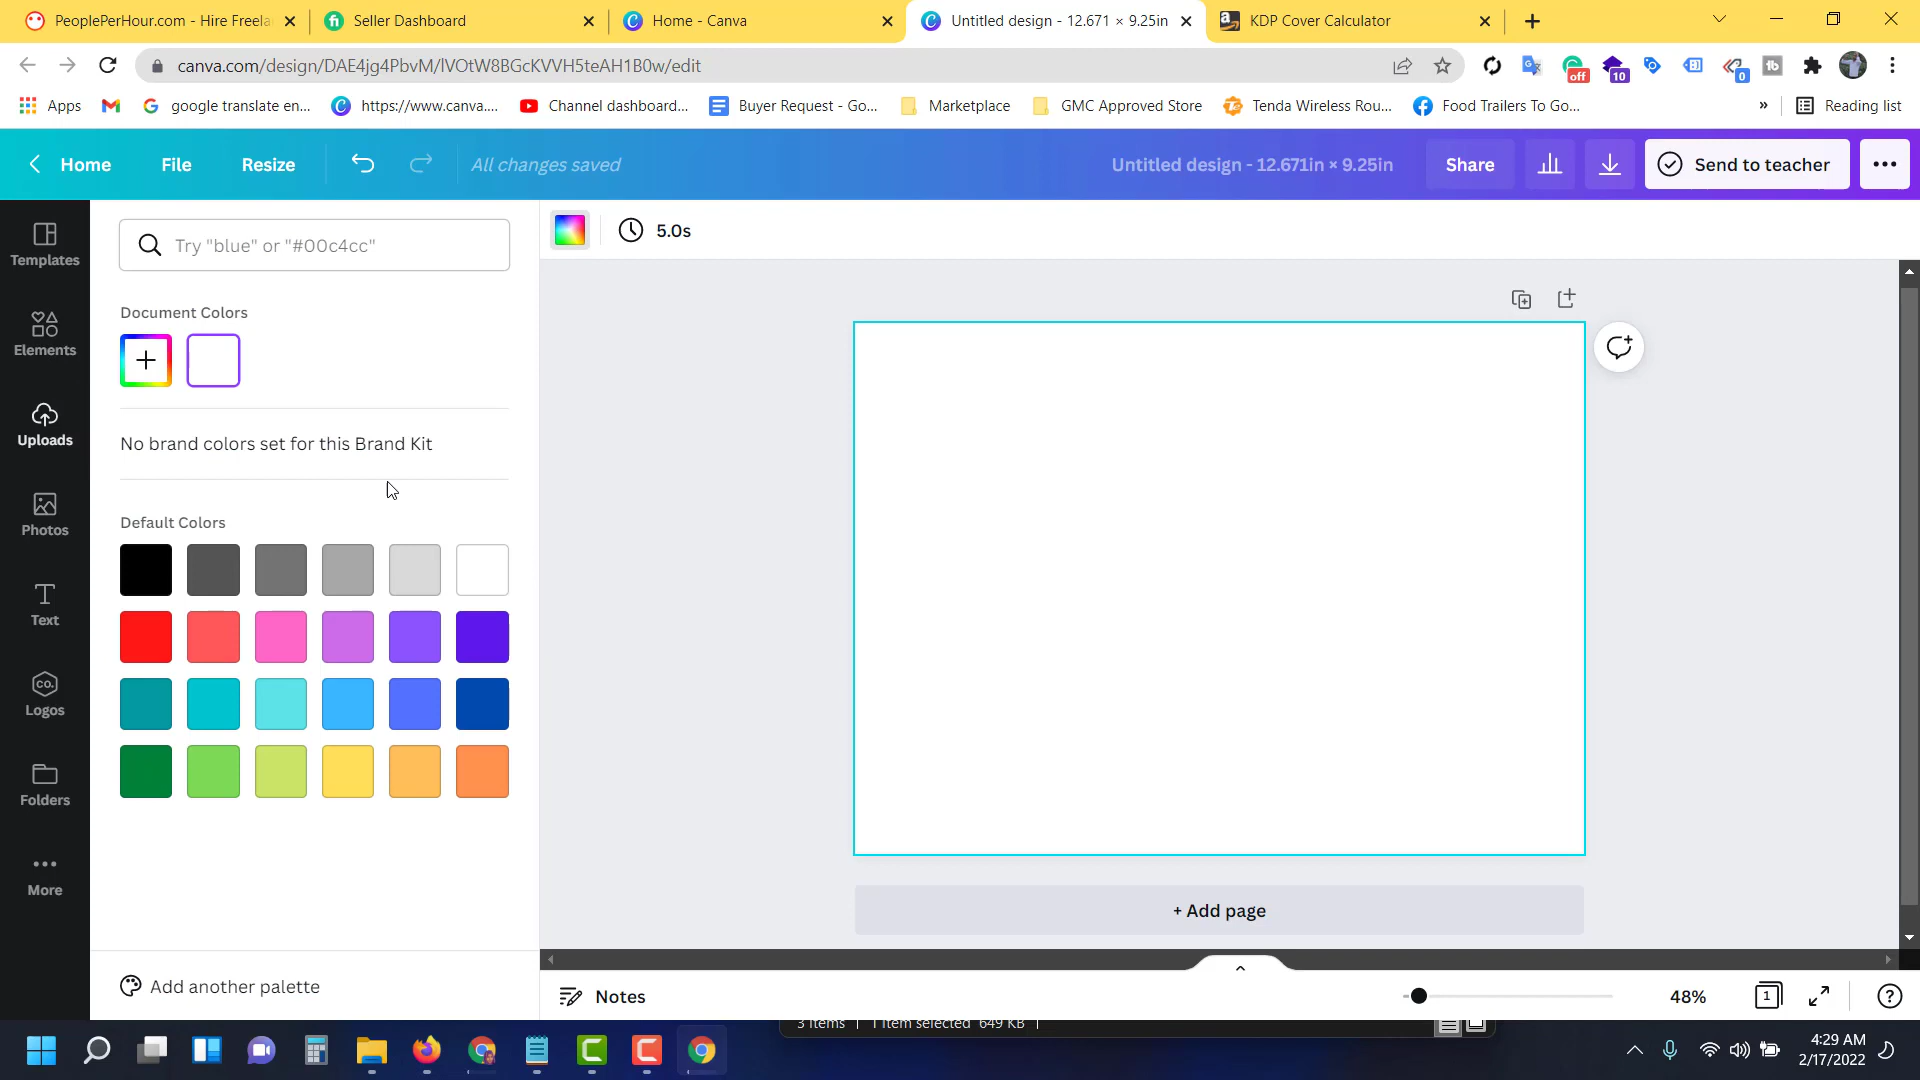 PeoplePerHour.com - Hire Freela
Seller Dashboard
Home - Canva
Untitled design - 12.671 × 9.25in
KDP Cover Calculator
canva.com/design/DAE4jg4PbvM/lVOtW8BGcKVVH5teAH1B0w/edit
off
10
0
Apps
google translate en...
https://www.canva....
Channel dashboard...
Buyer Request - Go...
Marketplace
GMC Approved Store
Tenda Wireless Rou...
Food Trailers To Go...
»
Reading list
Home
File
Resize
All changes saved
Untitled design - 12.671in × 9.25in
Share
Send to teacher
Templates
Elements
Uploads
Photos
Text
CO.
Logos
Folders
More
Try "blue" or "#00c4cc"
Document Colors
No brand colors set for this Brand Kit
Default Colors
Add another palette
5.0s
+ Add page
Notes
48%
1
3 items
1 item selected 649 KB
4:29 AM
2/17/2022